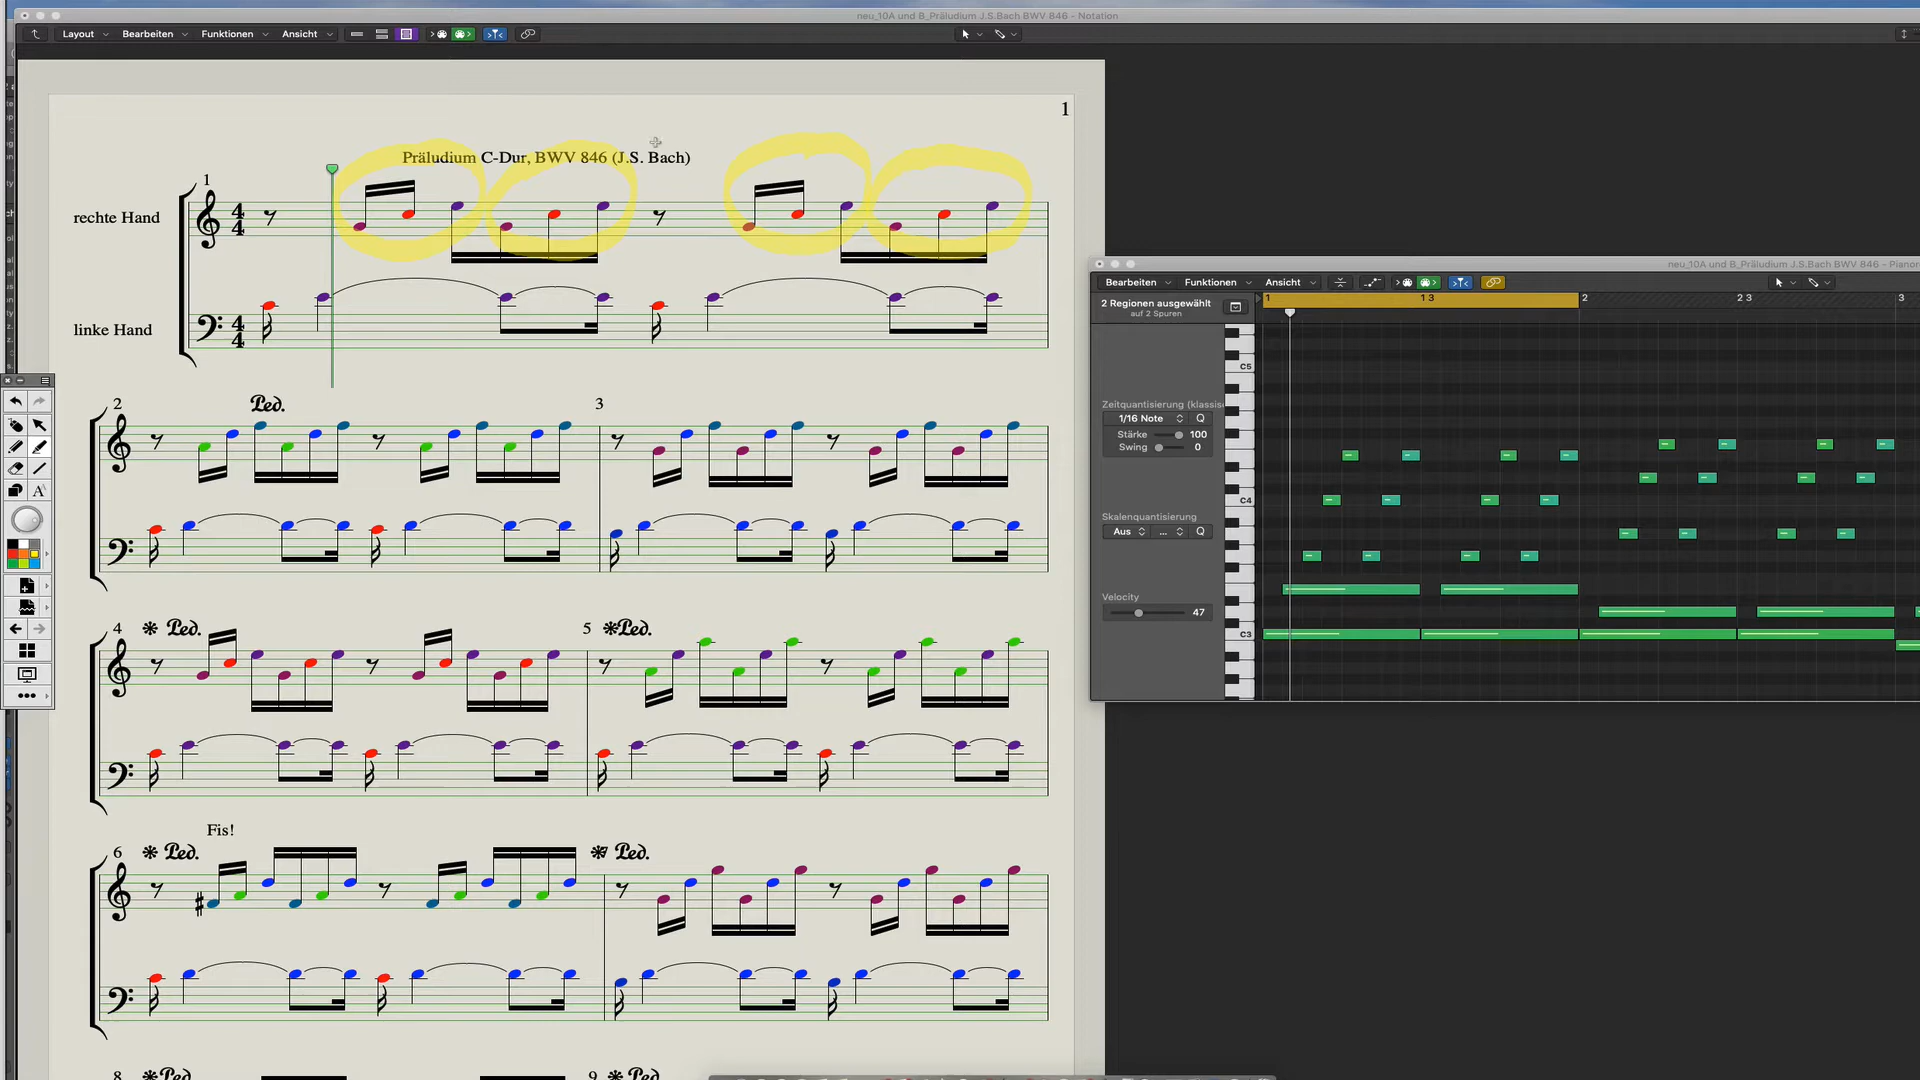 neu_10A und B_Präludium J.S.Bach BWV 846 - Notation
Layout Bearbeiten Funktionen Ansicht
1
Präludium C-Dur, BWV 846 (J.S. Bach)
1
rechte Hand
linke Hand
2 Ped. 3
4 Ped. 5 Ped.
Fis!
6 Ped. Ped.
8 Ped. 9 Ped.
neu_10A und B_Präludium J.S.Bach BWV 846 - Pianor
Bearbeiten Funktionen Ansicht
2 Regionen ausgewählt
auf 2 Spuren
1 1 3 2 2 3 3
C5
Zeitquantisierung (klassis
1/16 Note Q
Stärke 100
Swing 0
C4
Skalenquantisierung
Aus ... Q
Velocity
47
C3